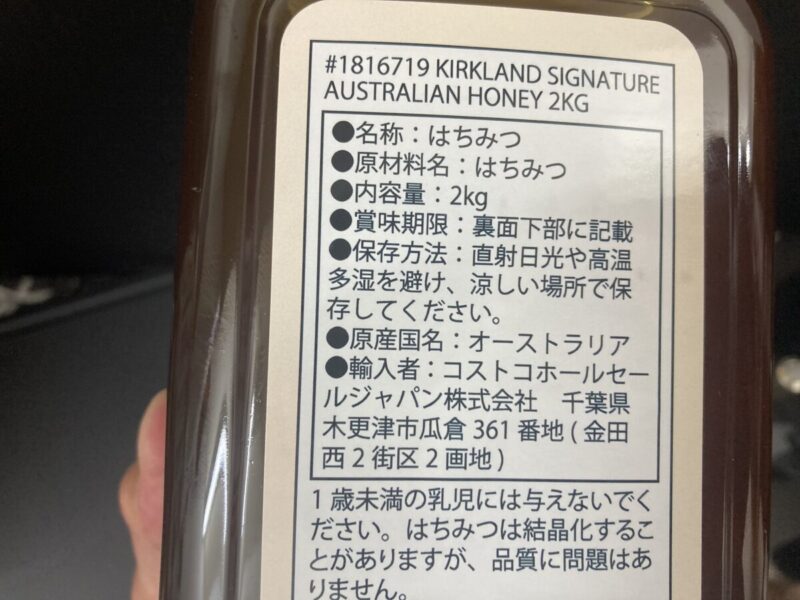 #1816719 KIRKLAND SIGNATURE
AUSTRALIAN HONEY 2KG
●名称：はちみつ
●原材料名：はちみつ
●内容量：2kg
●賞味期限：裏面下部に記載
●保存方法：直射日光や高温
多湿を避け、涼しい場所で保
存してください。
●原産国名：オーストラリア
●輸入者：コストコホールセー
ルジャパン株式会社　千葉県
木更津市瓜倉 361 番地 ( 金田
西 2 街区 2 画地 )
1 歳未満の乳児には与えないでく
ださい。はちみつは結晶化するこ
とがありますが、品質に問題はあ
りません。